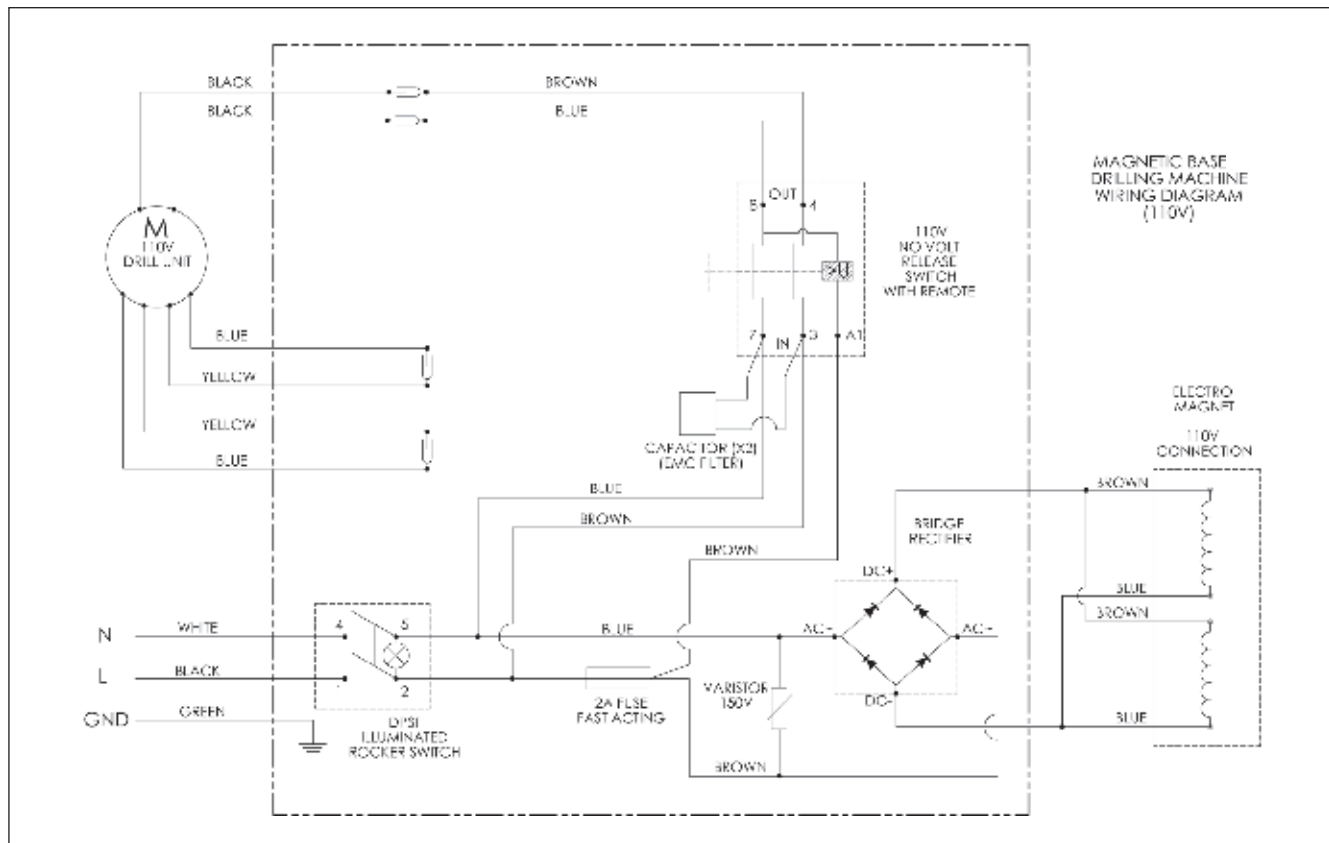 BLACK
BROWN
BLACK
BLUE
MAGNETIC BASE
DRILLING MACHINE
WIRING DIAGRAM
(110V)
OUT
4
M
110V
DRILL UNIT
110V
NO VOLT
RELEASE
SWITCH
WITH REMOTE
7
IN
3
A1
BLUE
YELLOW
YELLOW
BLUE
CAPACITOR (X2)
(EMC FILTER)
ELECTRO
MAGNET
110V
CONNECTION
BLUE
BROWN
BROWN
BROWN
BRIDGE
RECTIFIER
DC+
BLUE
BROWN
N
WHITE
4
5
BLUE
AC~
AC~
L
BLACK
2
2A FUSE
FAST ACTING
VARISTOR
150V
DC-
BLUE
GND
GREEN
ILLUMINATED
ROCKER SWITCH
BROWN